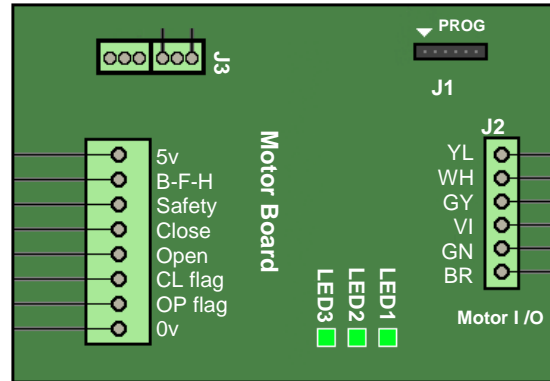 PROG
J3
J1
J2
5v
B-F-H
Safety
Close
Open
CL flag
OP flag
0v
Motor Board
YL
WH
GY
VI
GN
BR
LED3
LED2
LED1
Motor I /O